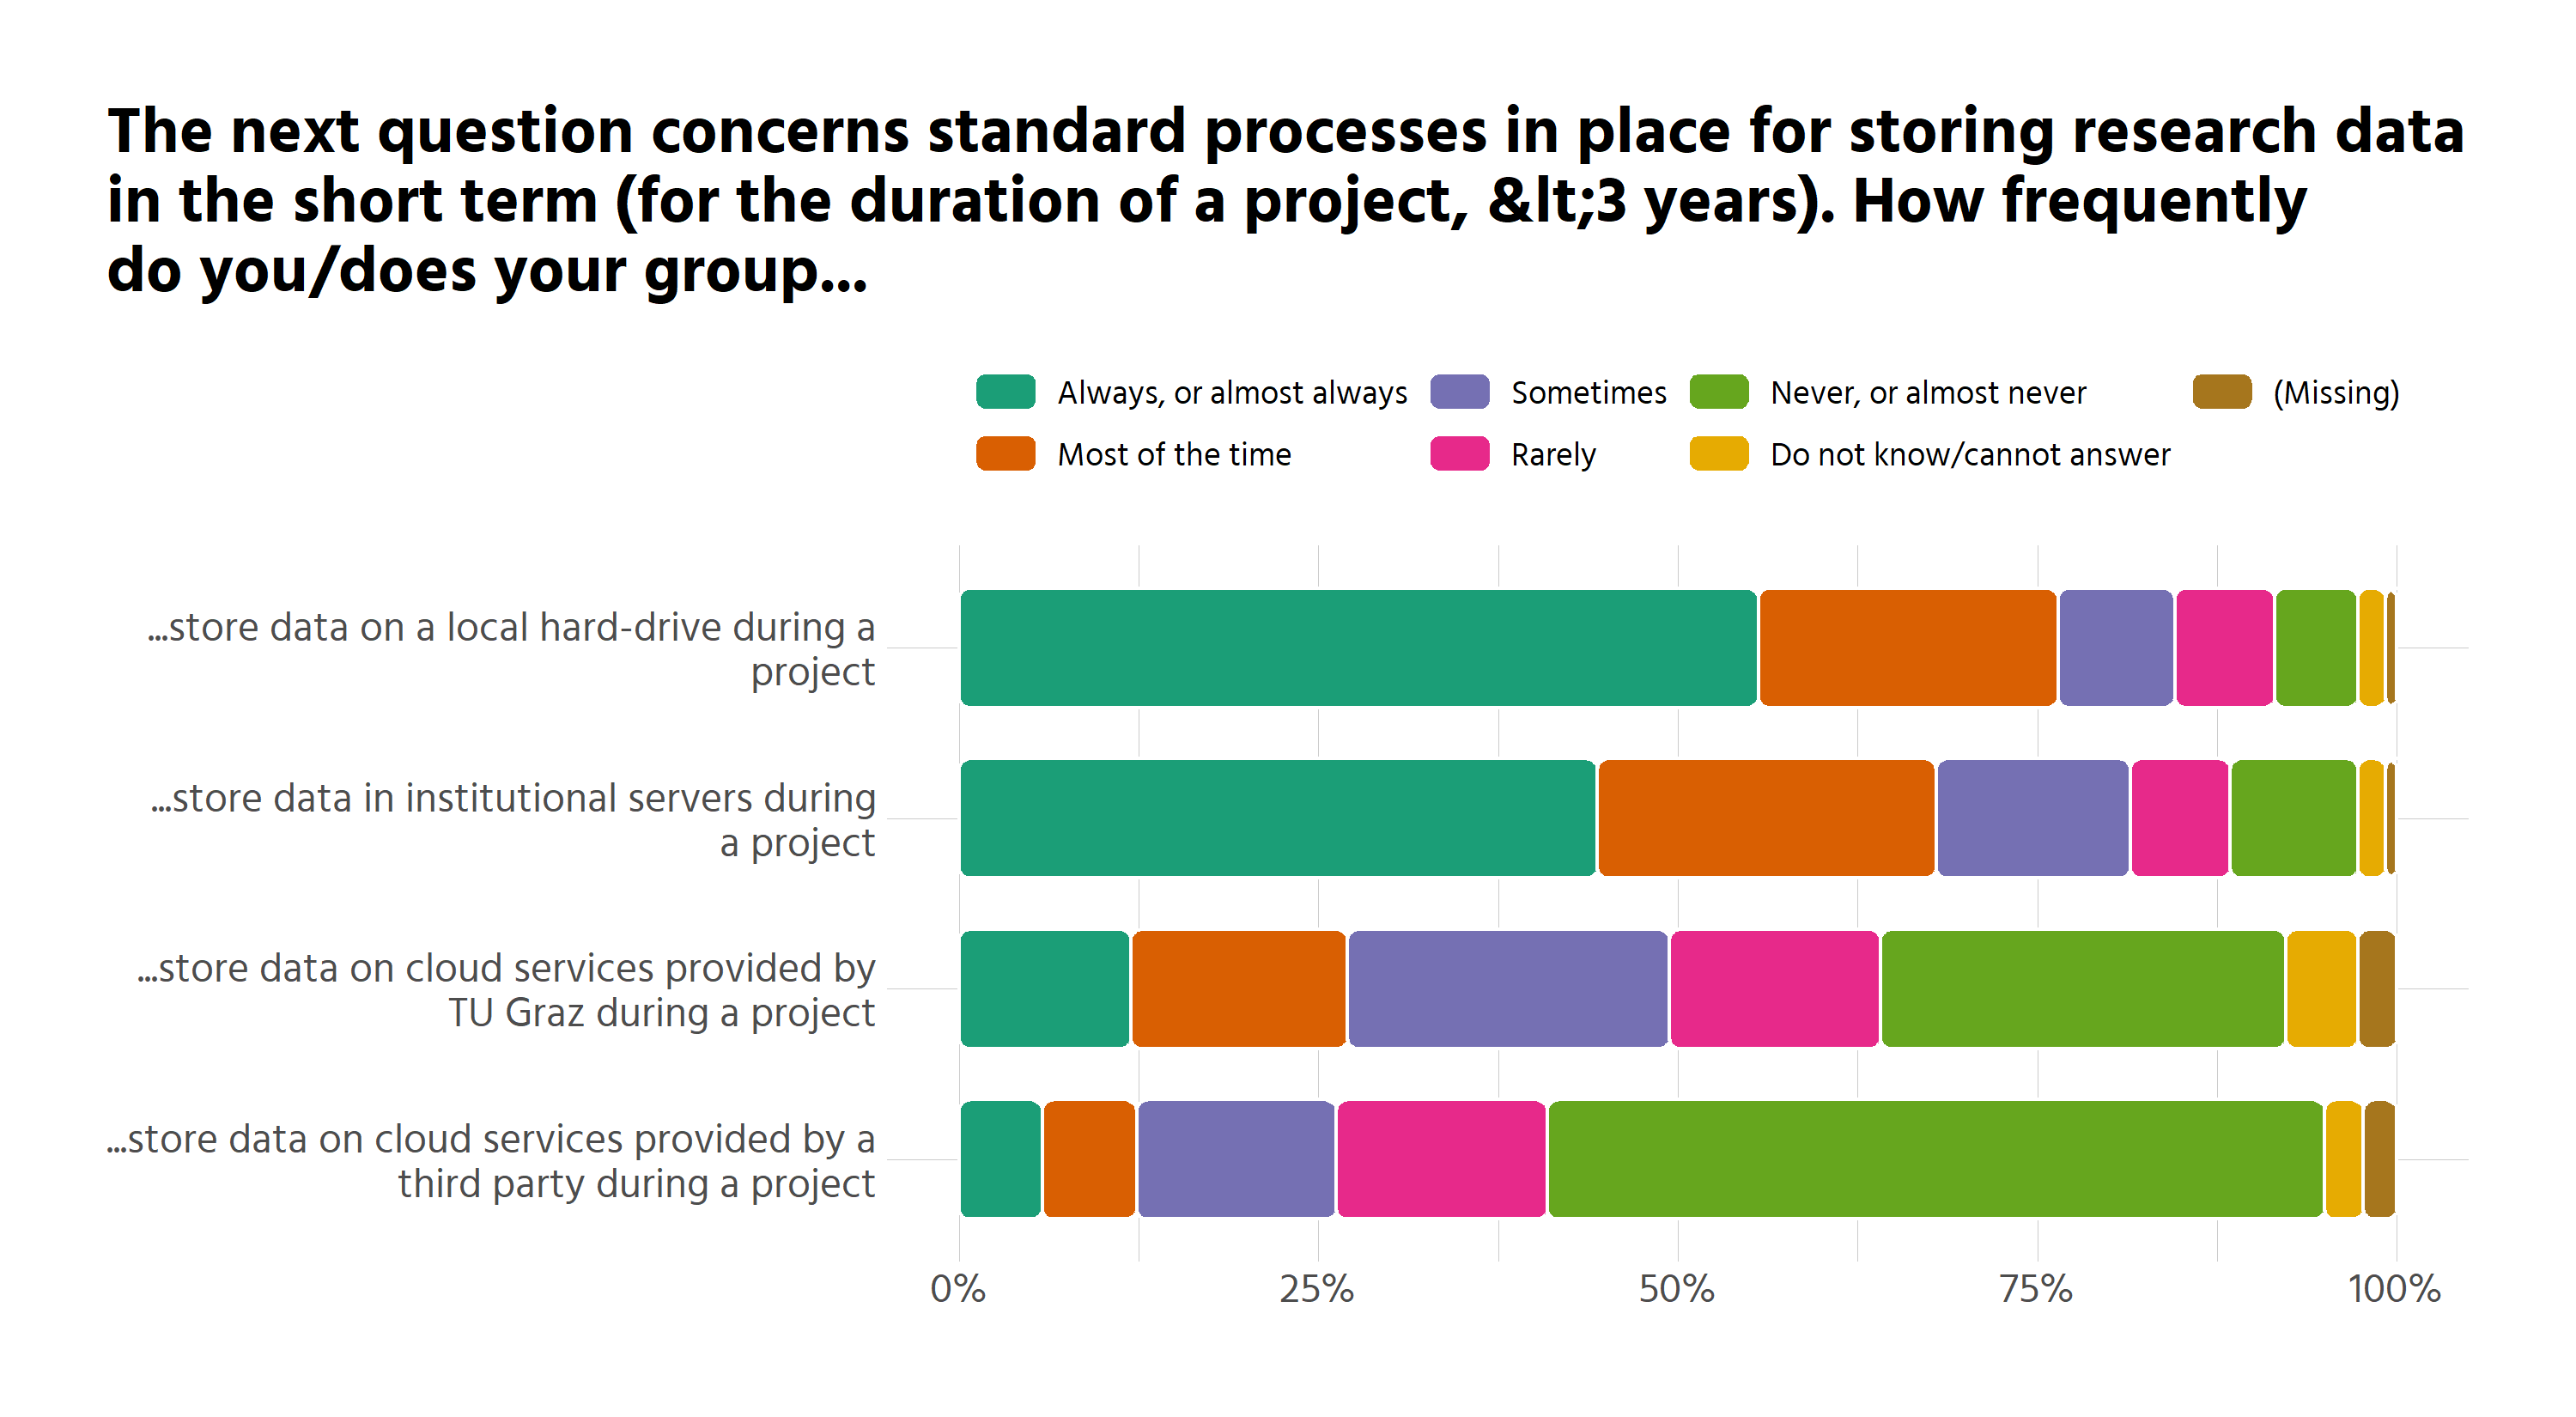 The next question concerns standard processes in place for storing research data
in the short term (for the duration of a project, &lt;3 years). How frequently
do you/does your group...
Always, or almost always
Sometimes
Never, or almost never
(Missing)
Most of the time
Rarely
Do not know/cannot answer
...store data on a local hard-drive during a
project
...store data in institutional servers during
a project
...store data on cloud services provided by
TU Graz during a project
...store data on cloud services provided by a
third party during a project
0%
25%
50%
75%
100%